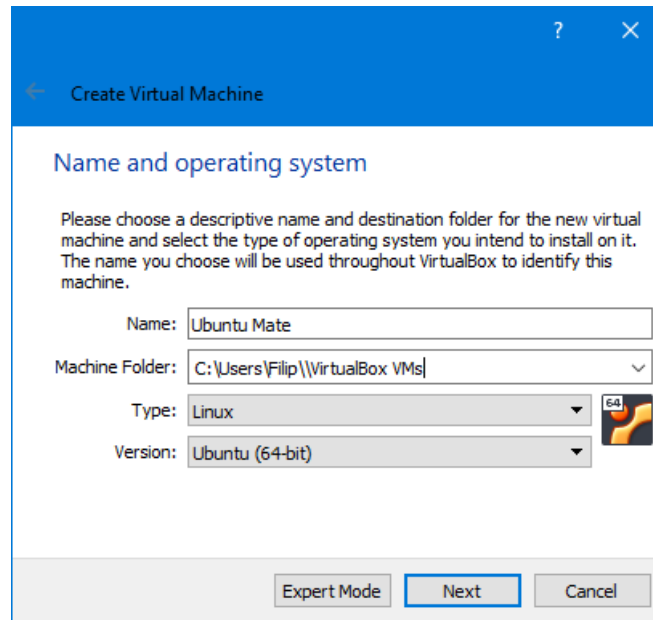 ?
Create Virtual Machine
Name and operating system
Please choose a descriptive name and destination folder for the new virtual
machine and select the type of operating system you intend to install on it.
The name you choose will be used throughout VirtualBox to identify this
machine.
Name: Ubuntu Mate
Machine Folder: C:\Users\Filip\\VirtualBox VMs
Type: Linux
64
Version: Ubuntu (64-bit)
Expert Mode Next Cancel